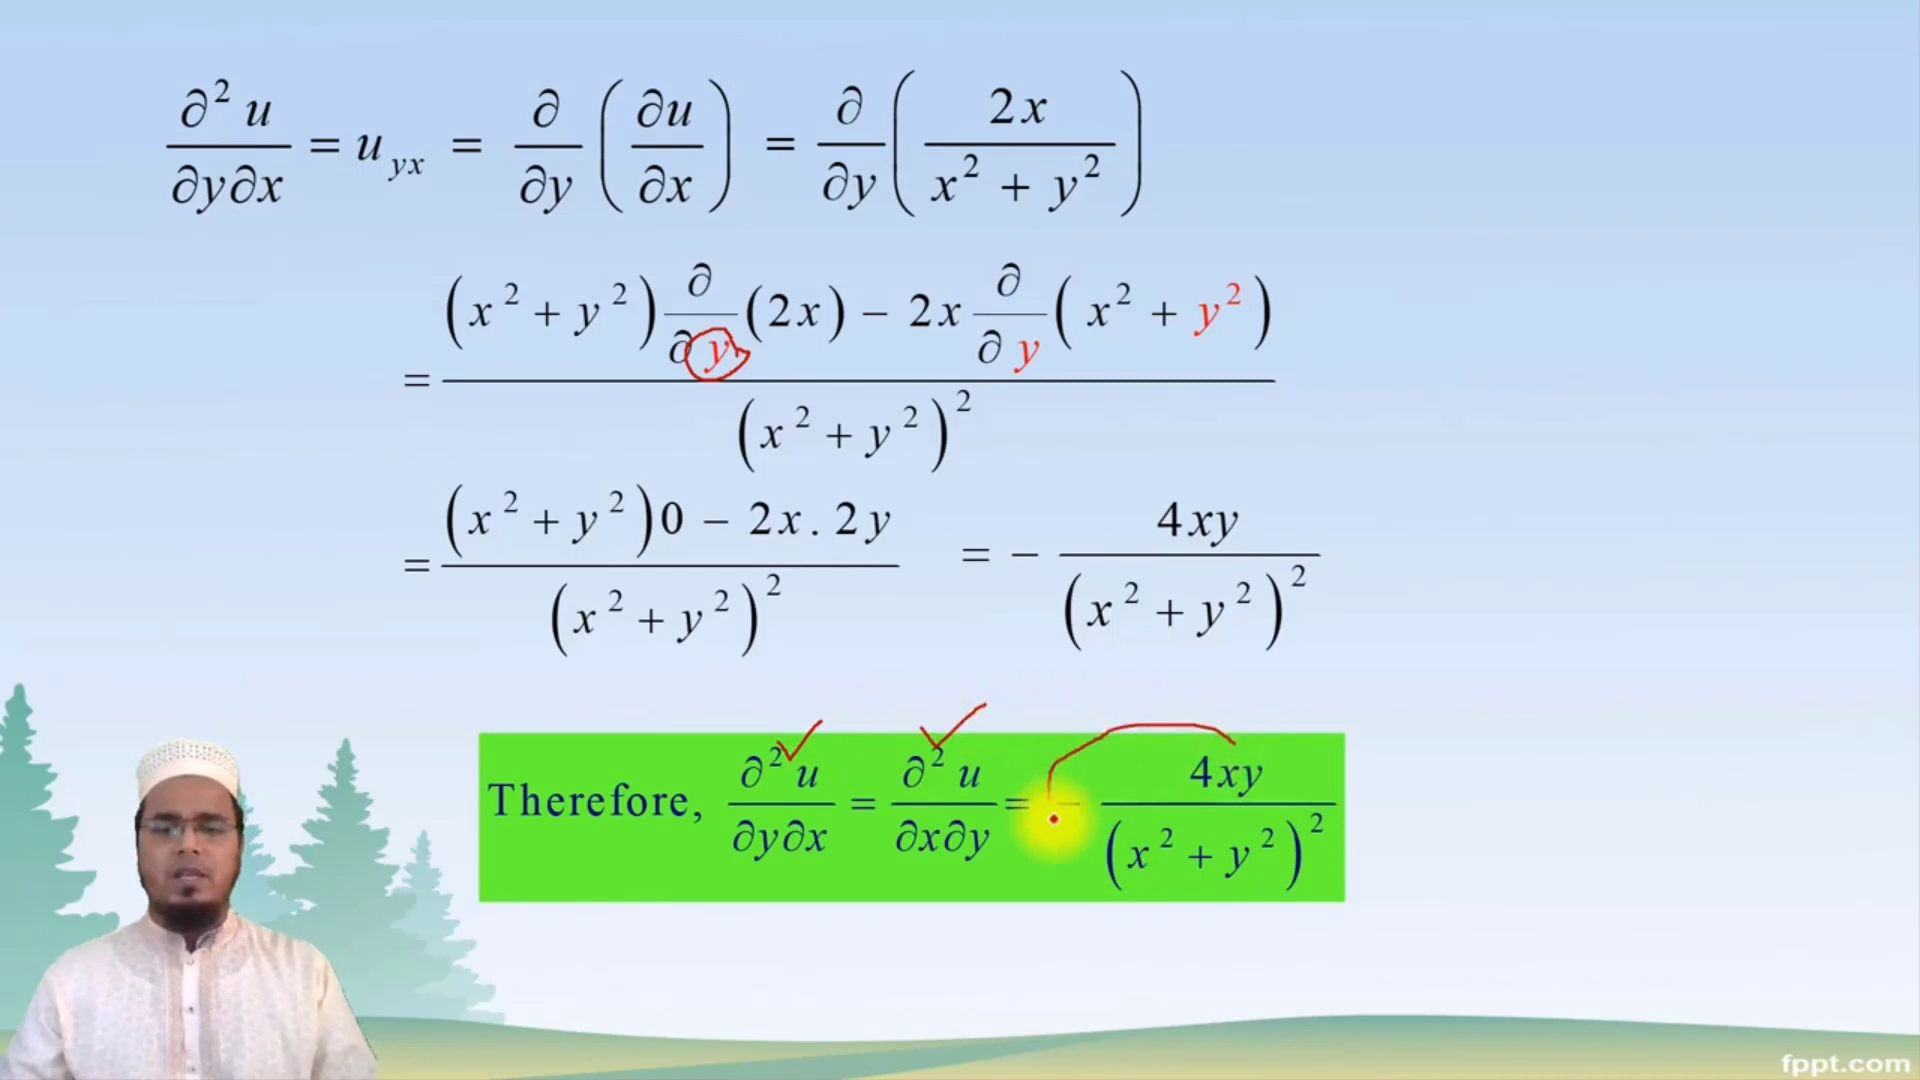 ∂²u/∂y∂x = u_yx = ∂/∂y (∂u/∂x) = ∂/∂y (2x/(x² + y²))
= ((x² + y²) ∂/∂y (2x) − 2x ∂/∂y (x² + y²))/(x² + y²)²
= ((x² + y²)0 − 2x . 2y)/(x² + y²)² = − 4xy/(x² + y²)²
Therefore, ∂²u/∂y∂x = ∂²u/∂x∂y = − 4xy/(x² + y²)²
fppt.com